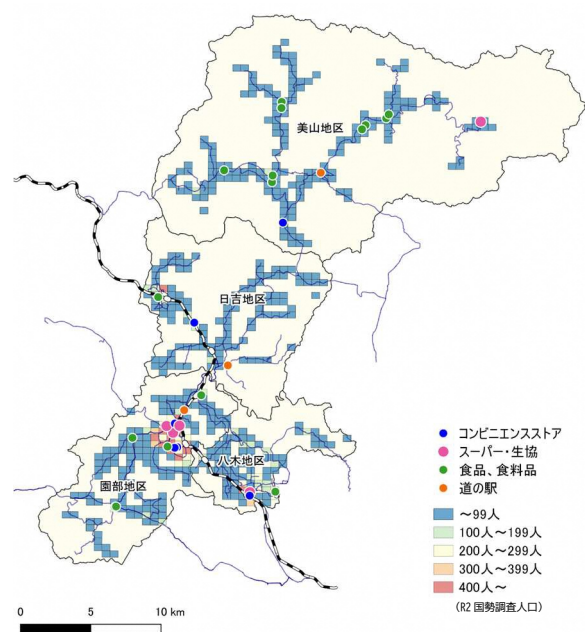 美山地区
日吉地区
八木地区
園部地区
コンビニエンスストア
スーパー・生協
食品、食料品
道の駅
～99人
100人～199人
200人～299人
300人～399人
400人～
(R2 国勢調査人口)
0 5 10 km